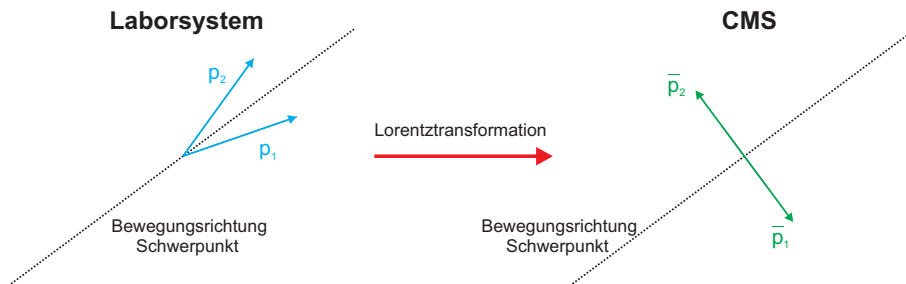 Laborsystem
CMS
p₂
p₁
Lorentztransformation
p̅₂
p̅₁
Bewegungsrichtung
Schwerpunkt
Bewegungsrichtung
Schwerpunkt